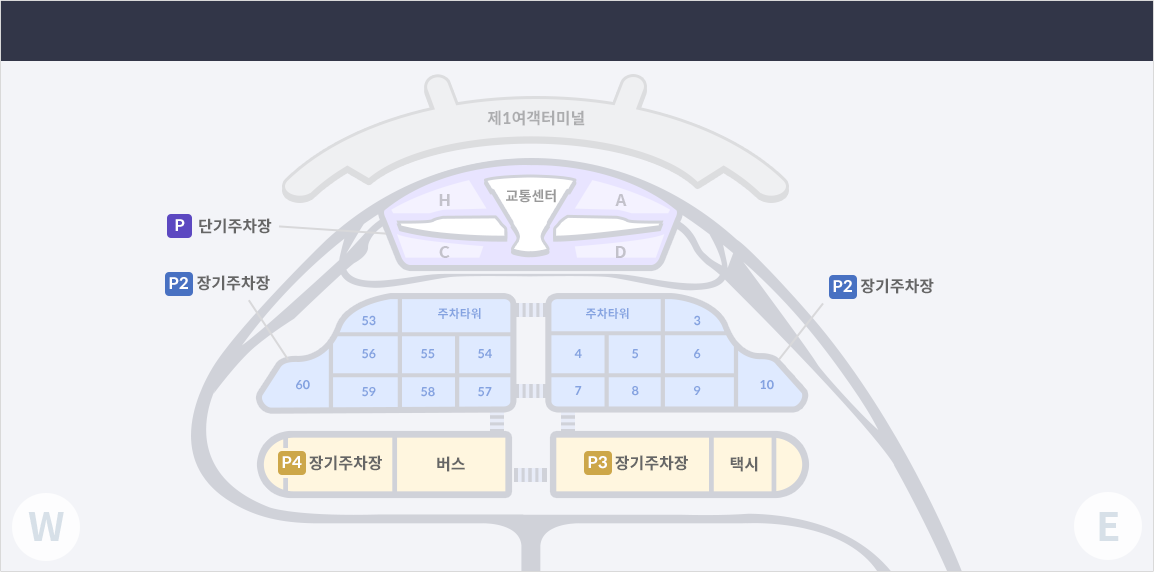 제1여객터미널
교통센터
H
A
P 단기주차장
C
D
P2 장기주차장
P2 장기주차장
53
주차타워
주차타워
3
56
55
54
4
5
6
60
59
58
57
7
8
9
10
P4 장기주차장
버스
P3 장기주차장
택시
W
E